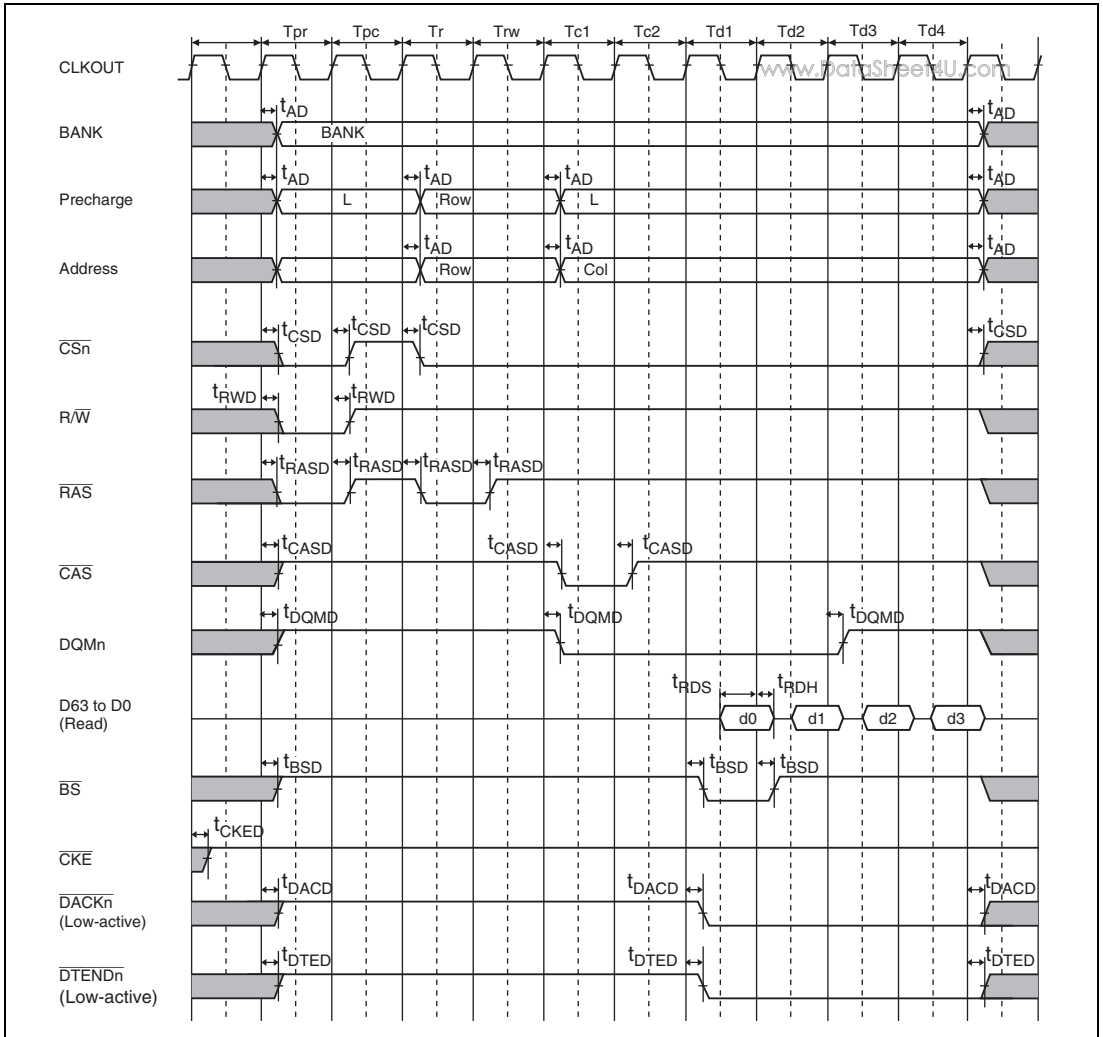 Tpr Tpc Tr Trw Tc1 Tc2 Td1 Td2 Td3 Td4
CLKOUT
www.DataSheet4U.com
tAD tAD
BANK BANK
tAD tAD tAD tAD
Precharge L Row L
tAD tAD tAD
Address Row Col
tCSD tCSD tCSD tCSD
CSn
tRWD tRWD
R/W
tRASD tRASD tRASD tRASD
RAS
tCASD tCASD tCASD
CAS
tDQMD tDQMD tDQMD
DQMn
tRDS tRDH
D63 to D0
(Read)
d0 d1 d2 d3
tBSD tBSD tBSD
BS
tCKED
CKE
tDACD tDACD tDACD
DACKn
(Low-active)
tDTED tDTED tDTED
DTENDn
(Low-active)